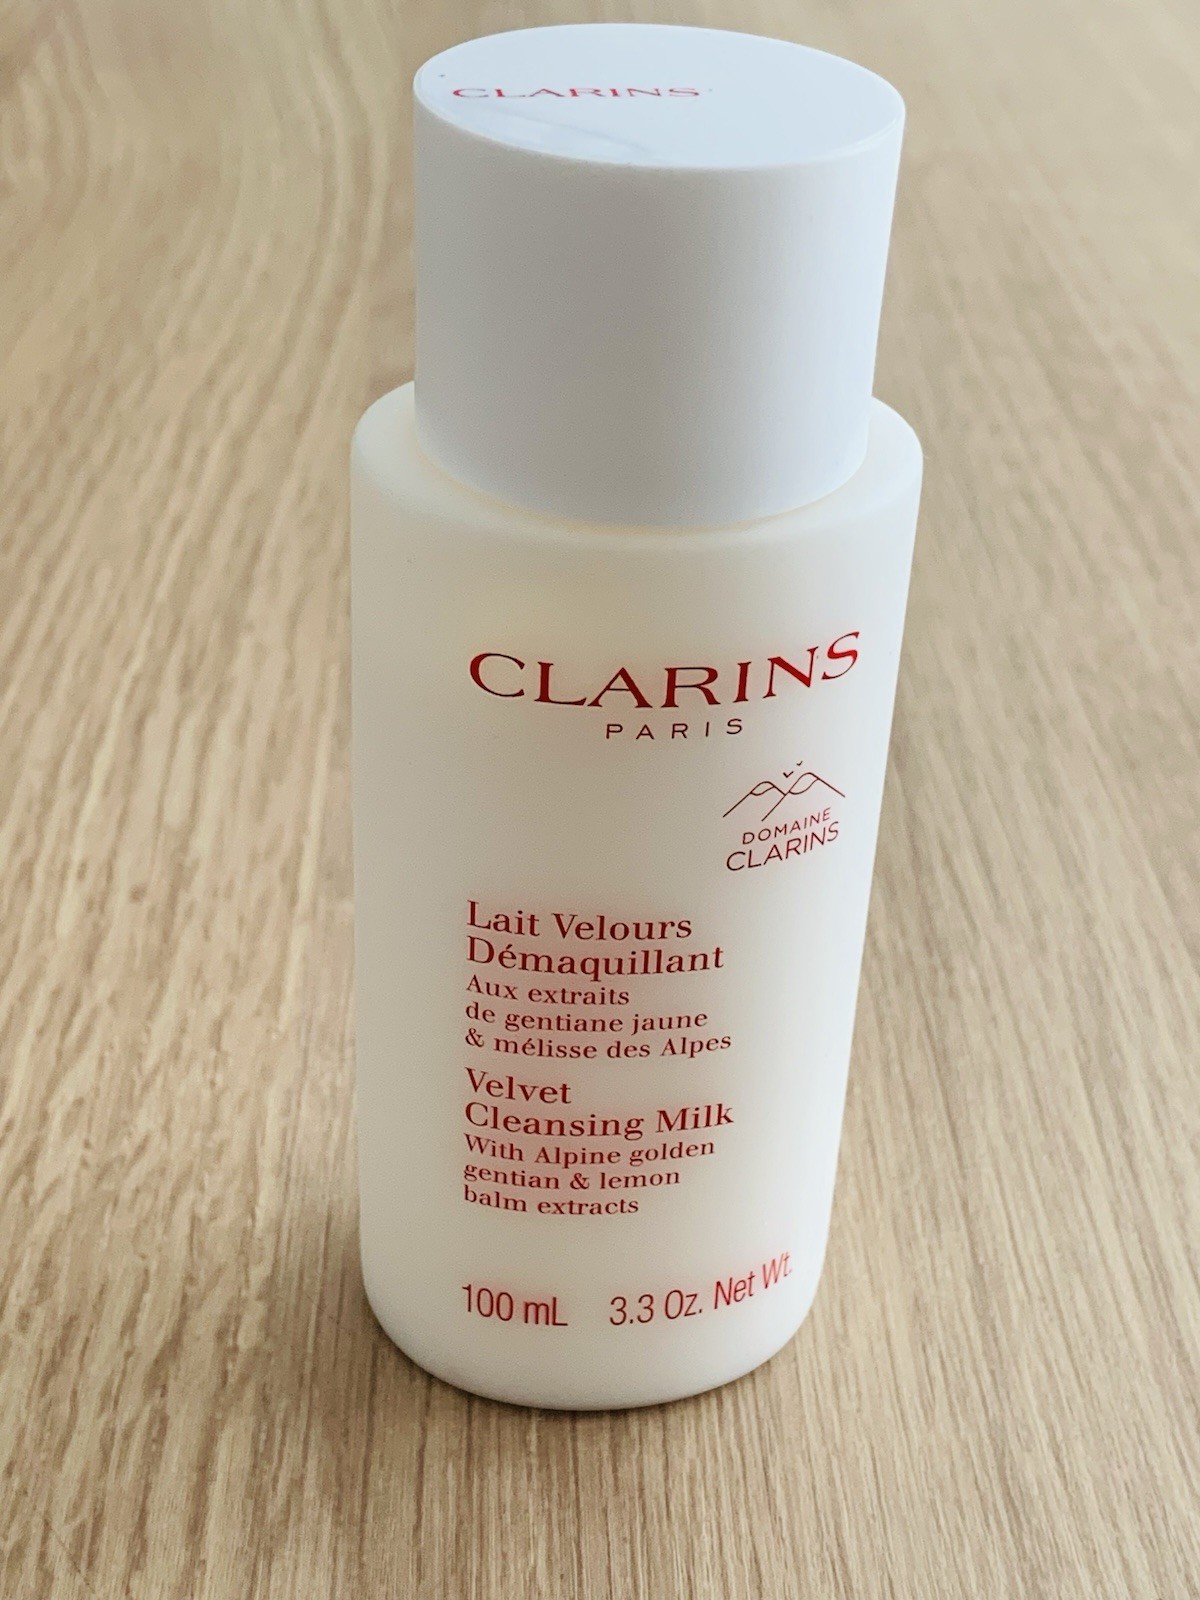 CLARINS
CLARINS
PARIS
DOMAINE
CLARINS
Lait Velours
Démaquillant
Aux extraits
de gentiane jaune
& mélisse des Alpes
Velvet
Cleansing Milk
With Alpine golden
gentian & lemon
balm extracts
100 mL 3.3 Oz. Net Wt.